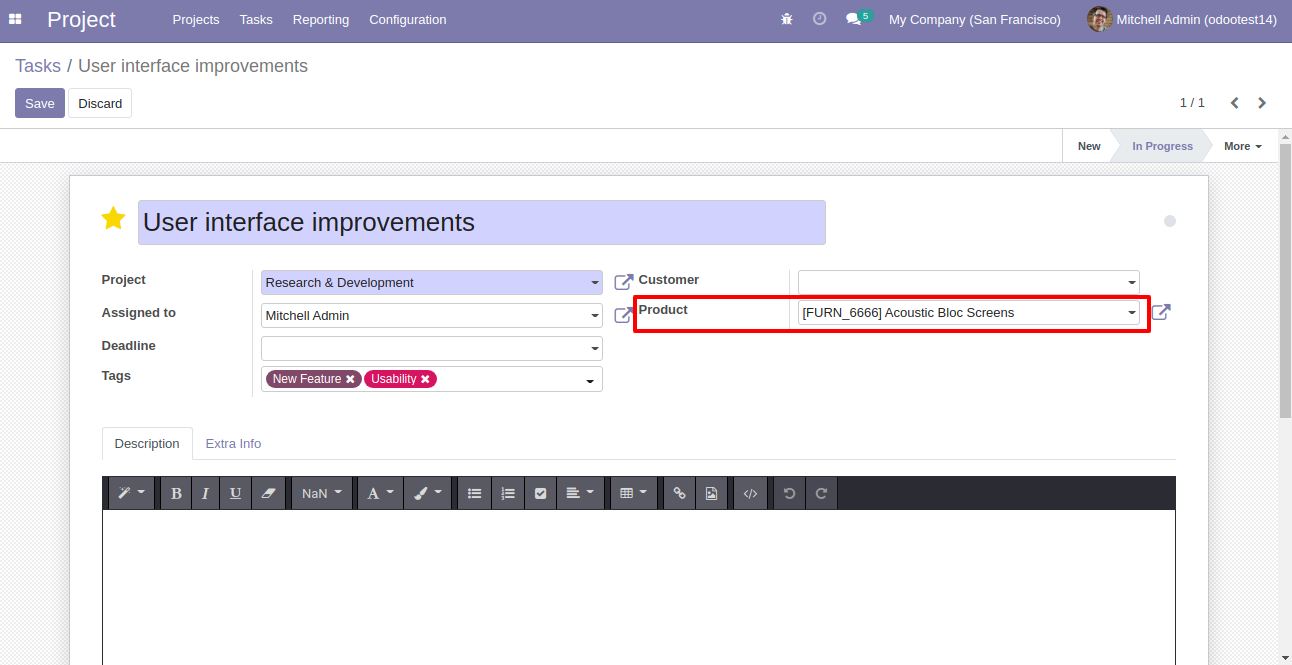 Project Projects Tasks Reporting Configuration 5 My Company (San Francisco) Mitchell Admin (odootest14)
Tasks / User interface improvements
Save Discard 1 / 1
New In Progress More
User interface improvements
Project Research & Development Customer
Assigned to Mitchell Admin Product [FURN_6666] Acoustic Bloc Screens
Deadline
Tags New Feature ✖ Usability ✖
Description Extra Info
B I U NaN A </>